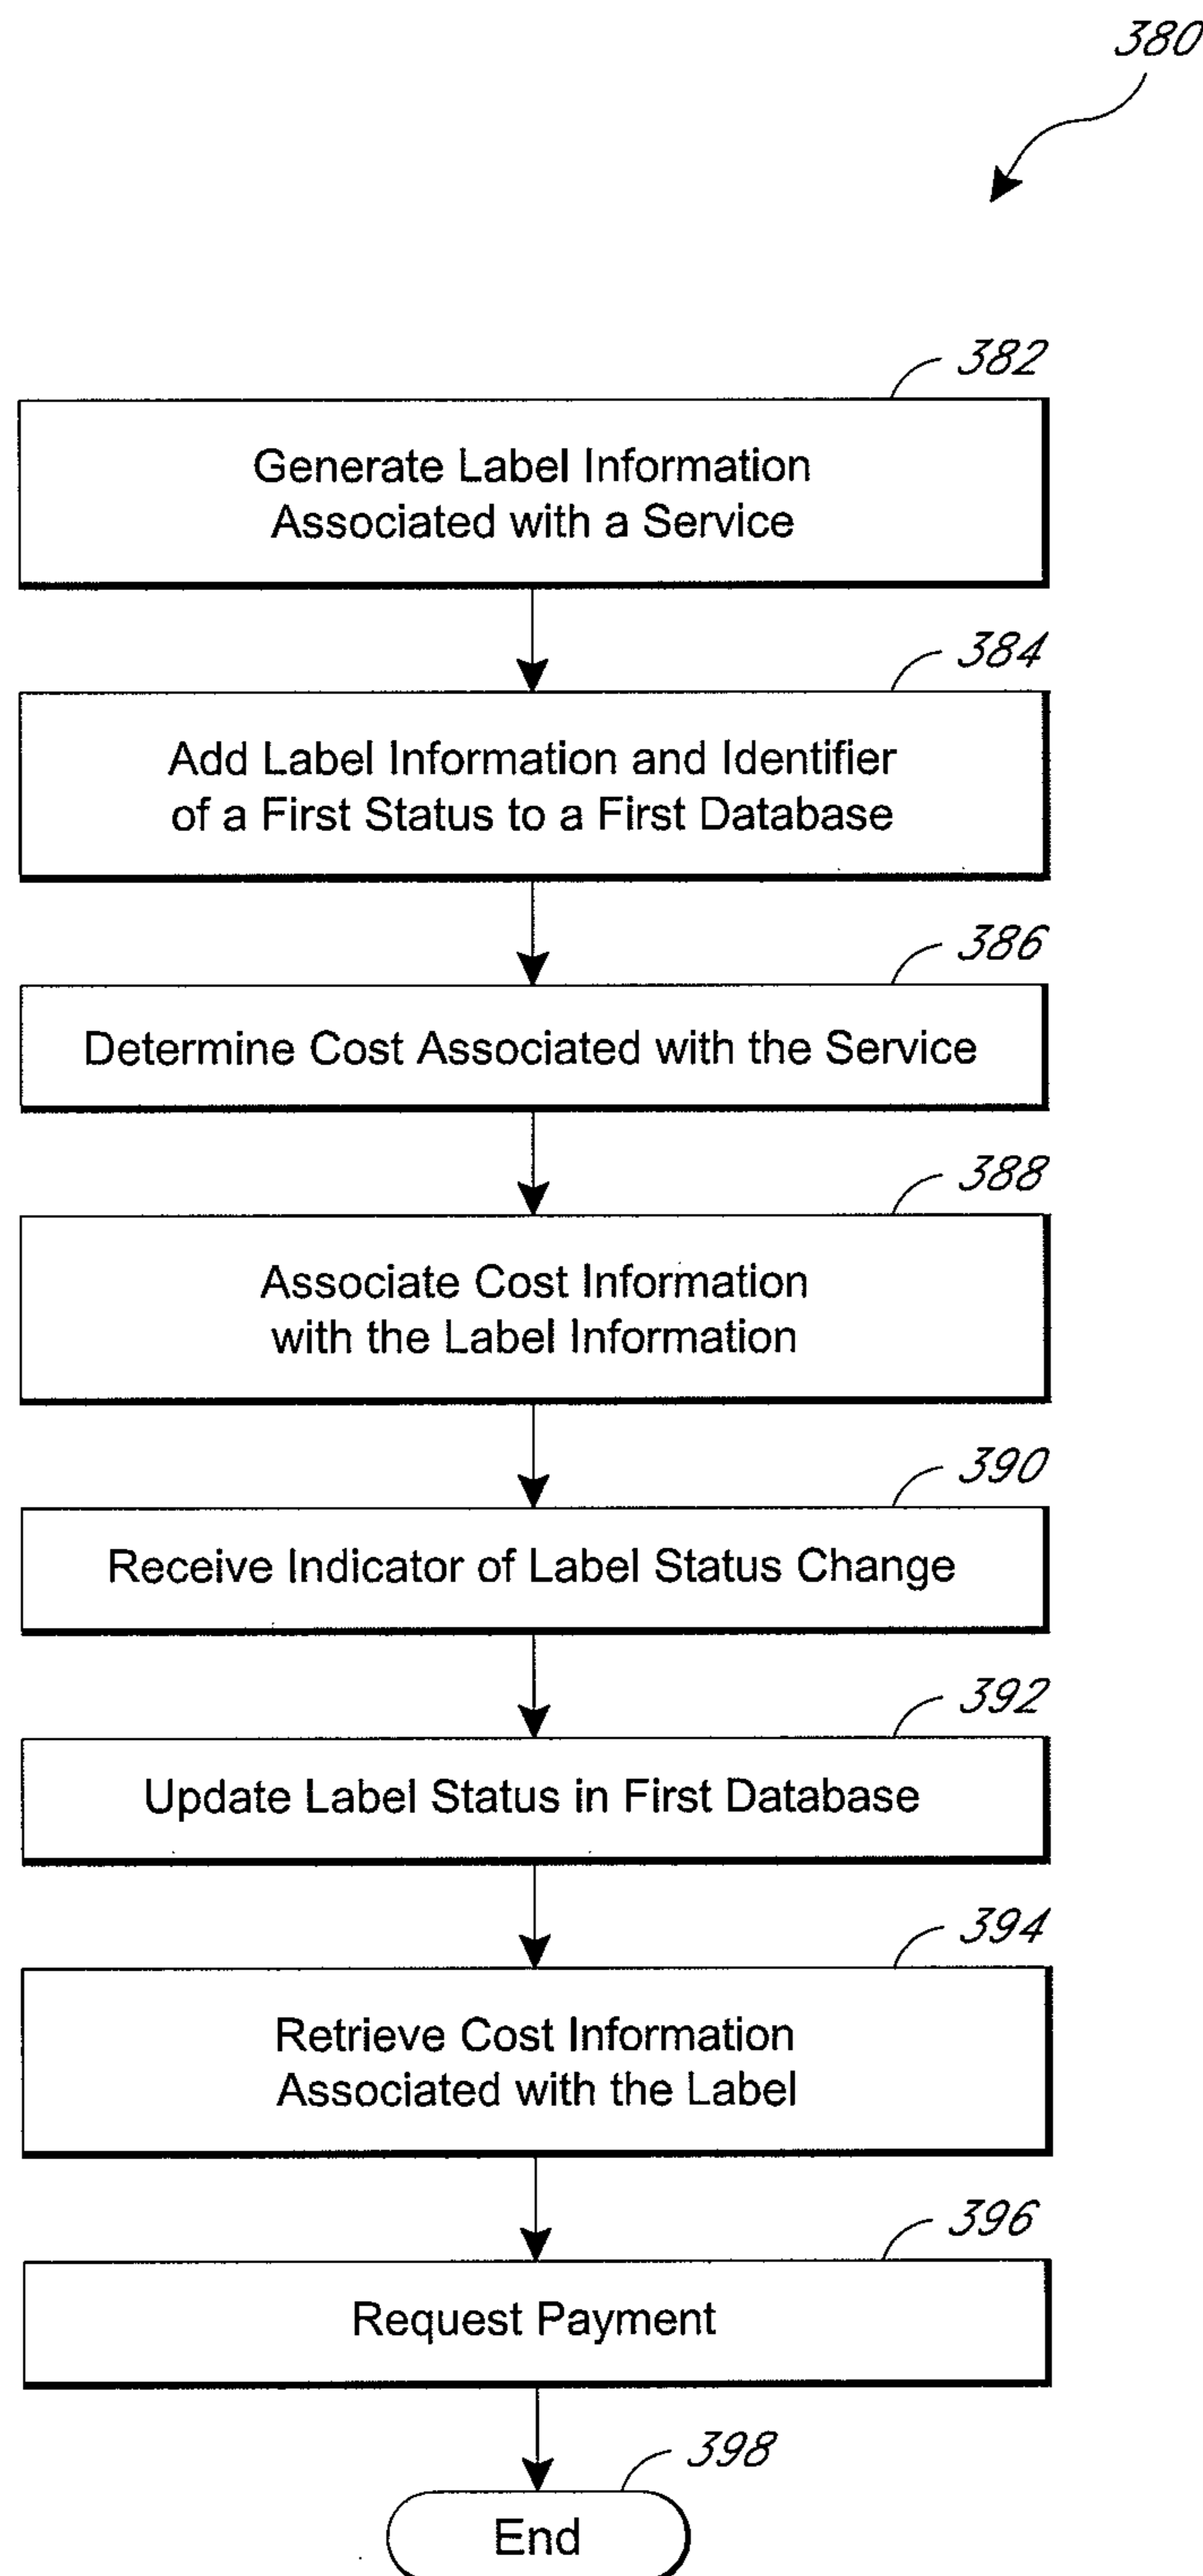 380
382
Generate Label Information
Associated with a Service
384
Add Label Information and Identifier
of a First Status to a First Database
386
Determine Cost Associated with the Service
388
Associate Cost Information
with the Label Information
390
Receive Indicator of Label Status Change
392
Update Label Status in First Database
394
Retrieve Cost Information
Associated with the Label
396
Request Payment
398
End